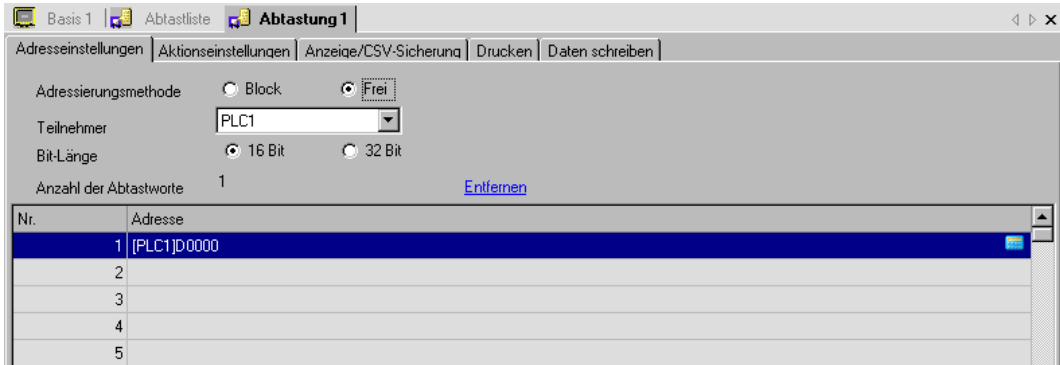 Basis 1 Abtastliste Abtastung 1
Adresseinstellungen Aktionseinstellungen Anzeige/CSV-Sicherung Drucken Daten schreiben
Adressierungsmethode Block Frei
Teilnehmer PLC1
Bit-Länge 16 Bit 32 Bit
Anzahl der Abtastworte 1 Entfernen
Nr. Adresse
1 [PLC1]D0000
2
3
4
5